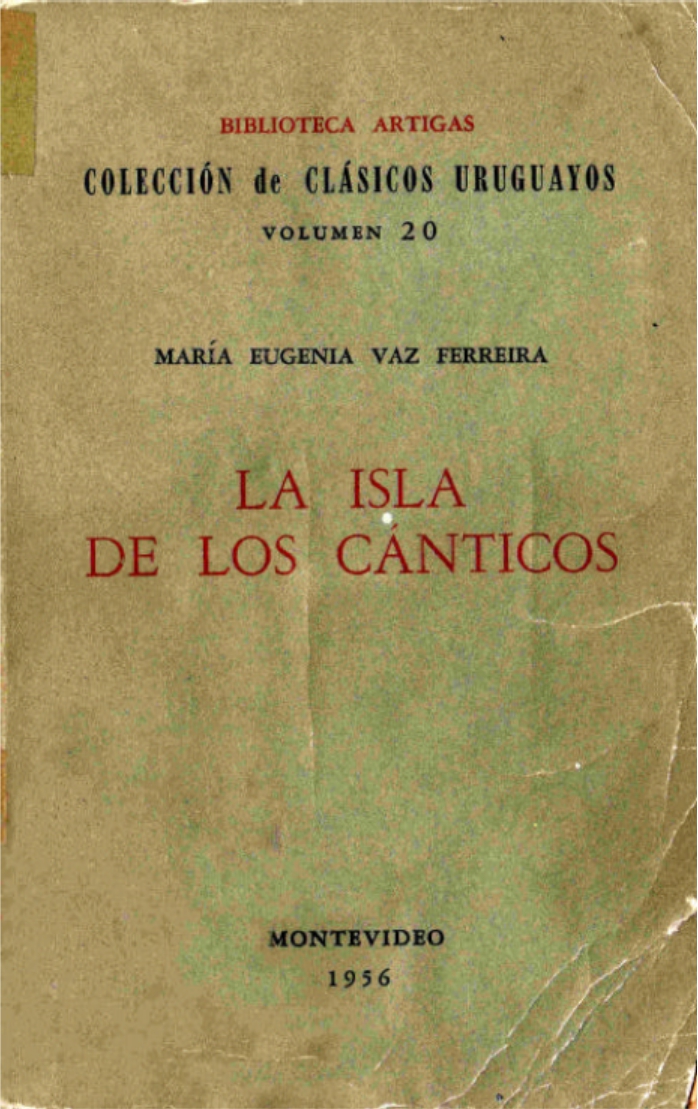 BIBLIOTECA ARTIGAS
COLECCIÓN de CLÁSICOS URUGUAYOS
VOLUMEN 20
MARÍA EUGENIA VAZ FERREIRA
LA ISLA
DE LOS CÁNTICOS
MONTEVIDEO
1956